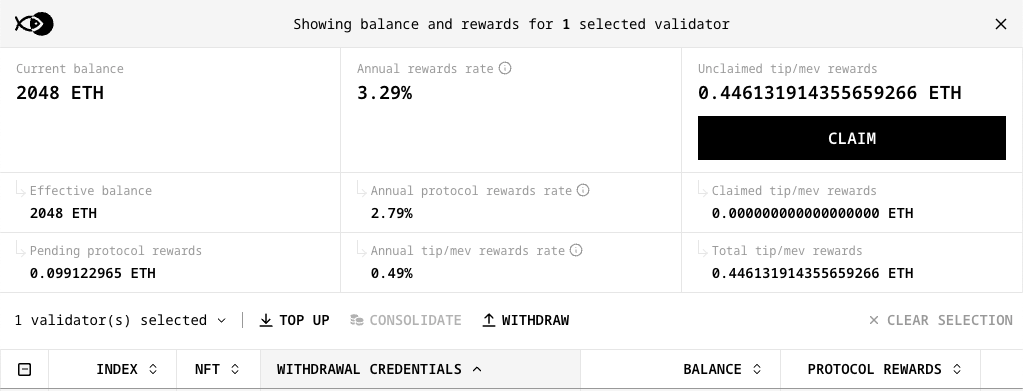 Showing balance and rewards for 1 selected validator
Current balance
2048 ETH
Annual rewards rate
3.29%
Unclaimed tip/mev rewards
0.446131914355659266 ETH
CLAIM
Effective balance
2048 ETH
Annual protocol rewards rate
2.79%
Claimed tip/mev rewards
0.000000000000000000 ETH
Pending protocol rewards
0.099122965 ETH
Annual tip/mev rewards rate
0.49%
Total tip/mev rewards
0.446131914355659266 ETH
1 validator(s) selected TOP UP CONSOLIDATE WITHDRAW CLEAR SELECTION
INDEX NFT WITHDRAWAL CREDENTIALS BALANCE PROTOCOL REWARDS